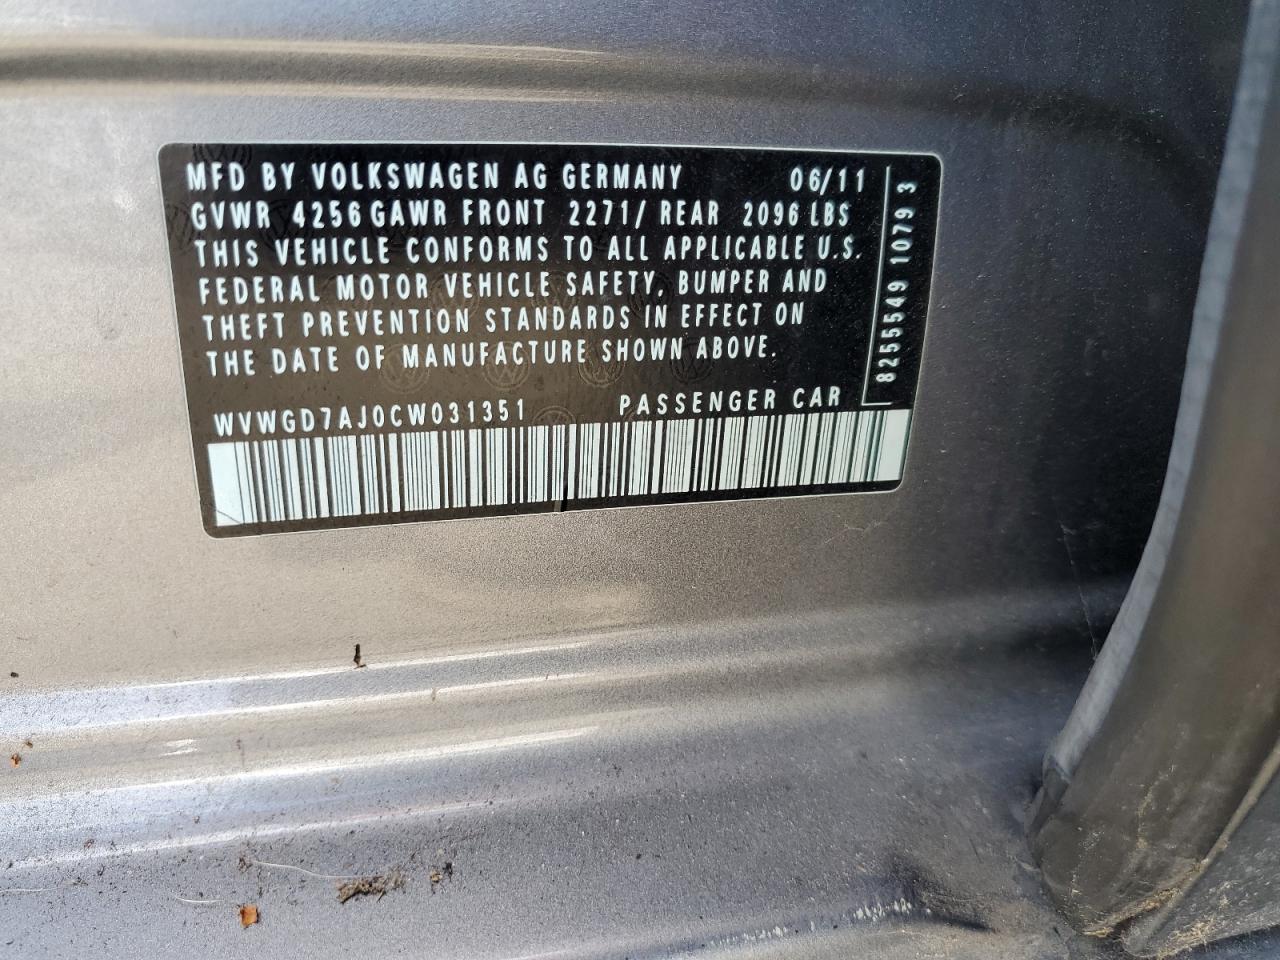 MFD BY VOLKSWAGEN AG GERMANY 06/11
GVWR 4256 GAWR FRONT 2271/ REAR 2096 LBS
THIS VEHICLE CONFORMS TO ALL APPLICABLE U.S.
FEDERAL MOTOR VEHICLE SAFETY, BUMPER AND
THEFT PREVENTION STANDARDS IN EFFECT ON
THE DATE OF MANUFACTURE SHOWN ABOVE.
WVWGD7AJ0CW031351 PASSENGER CAR
8255549 10793